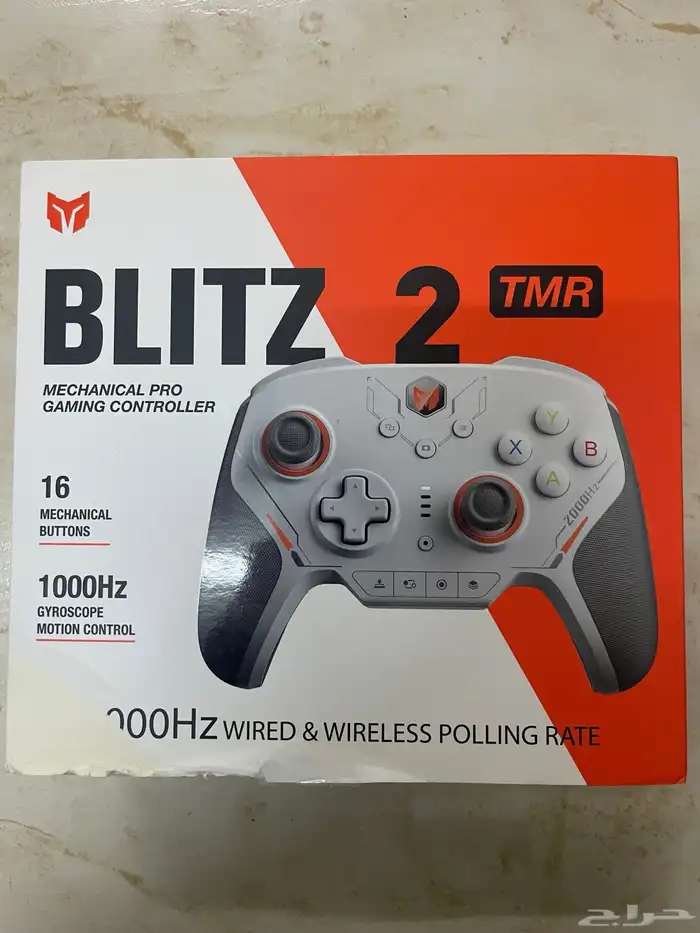 BLITZ 2 TMR
MECHANICAL PRO
GAMING CONTROLLER
16
MECHANICAL
BUTTONS
1000Hz
GYROSCOPE
MOTION CONTROL
Y
X
B
A
2000Hz
000Hz WIRED & WIRELESS POLLING RATE
حراج